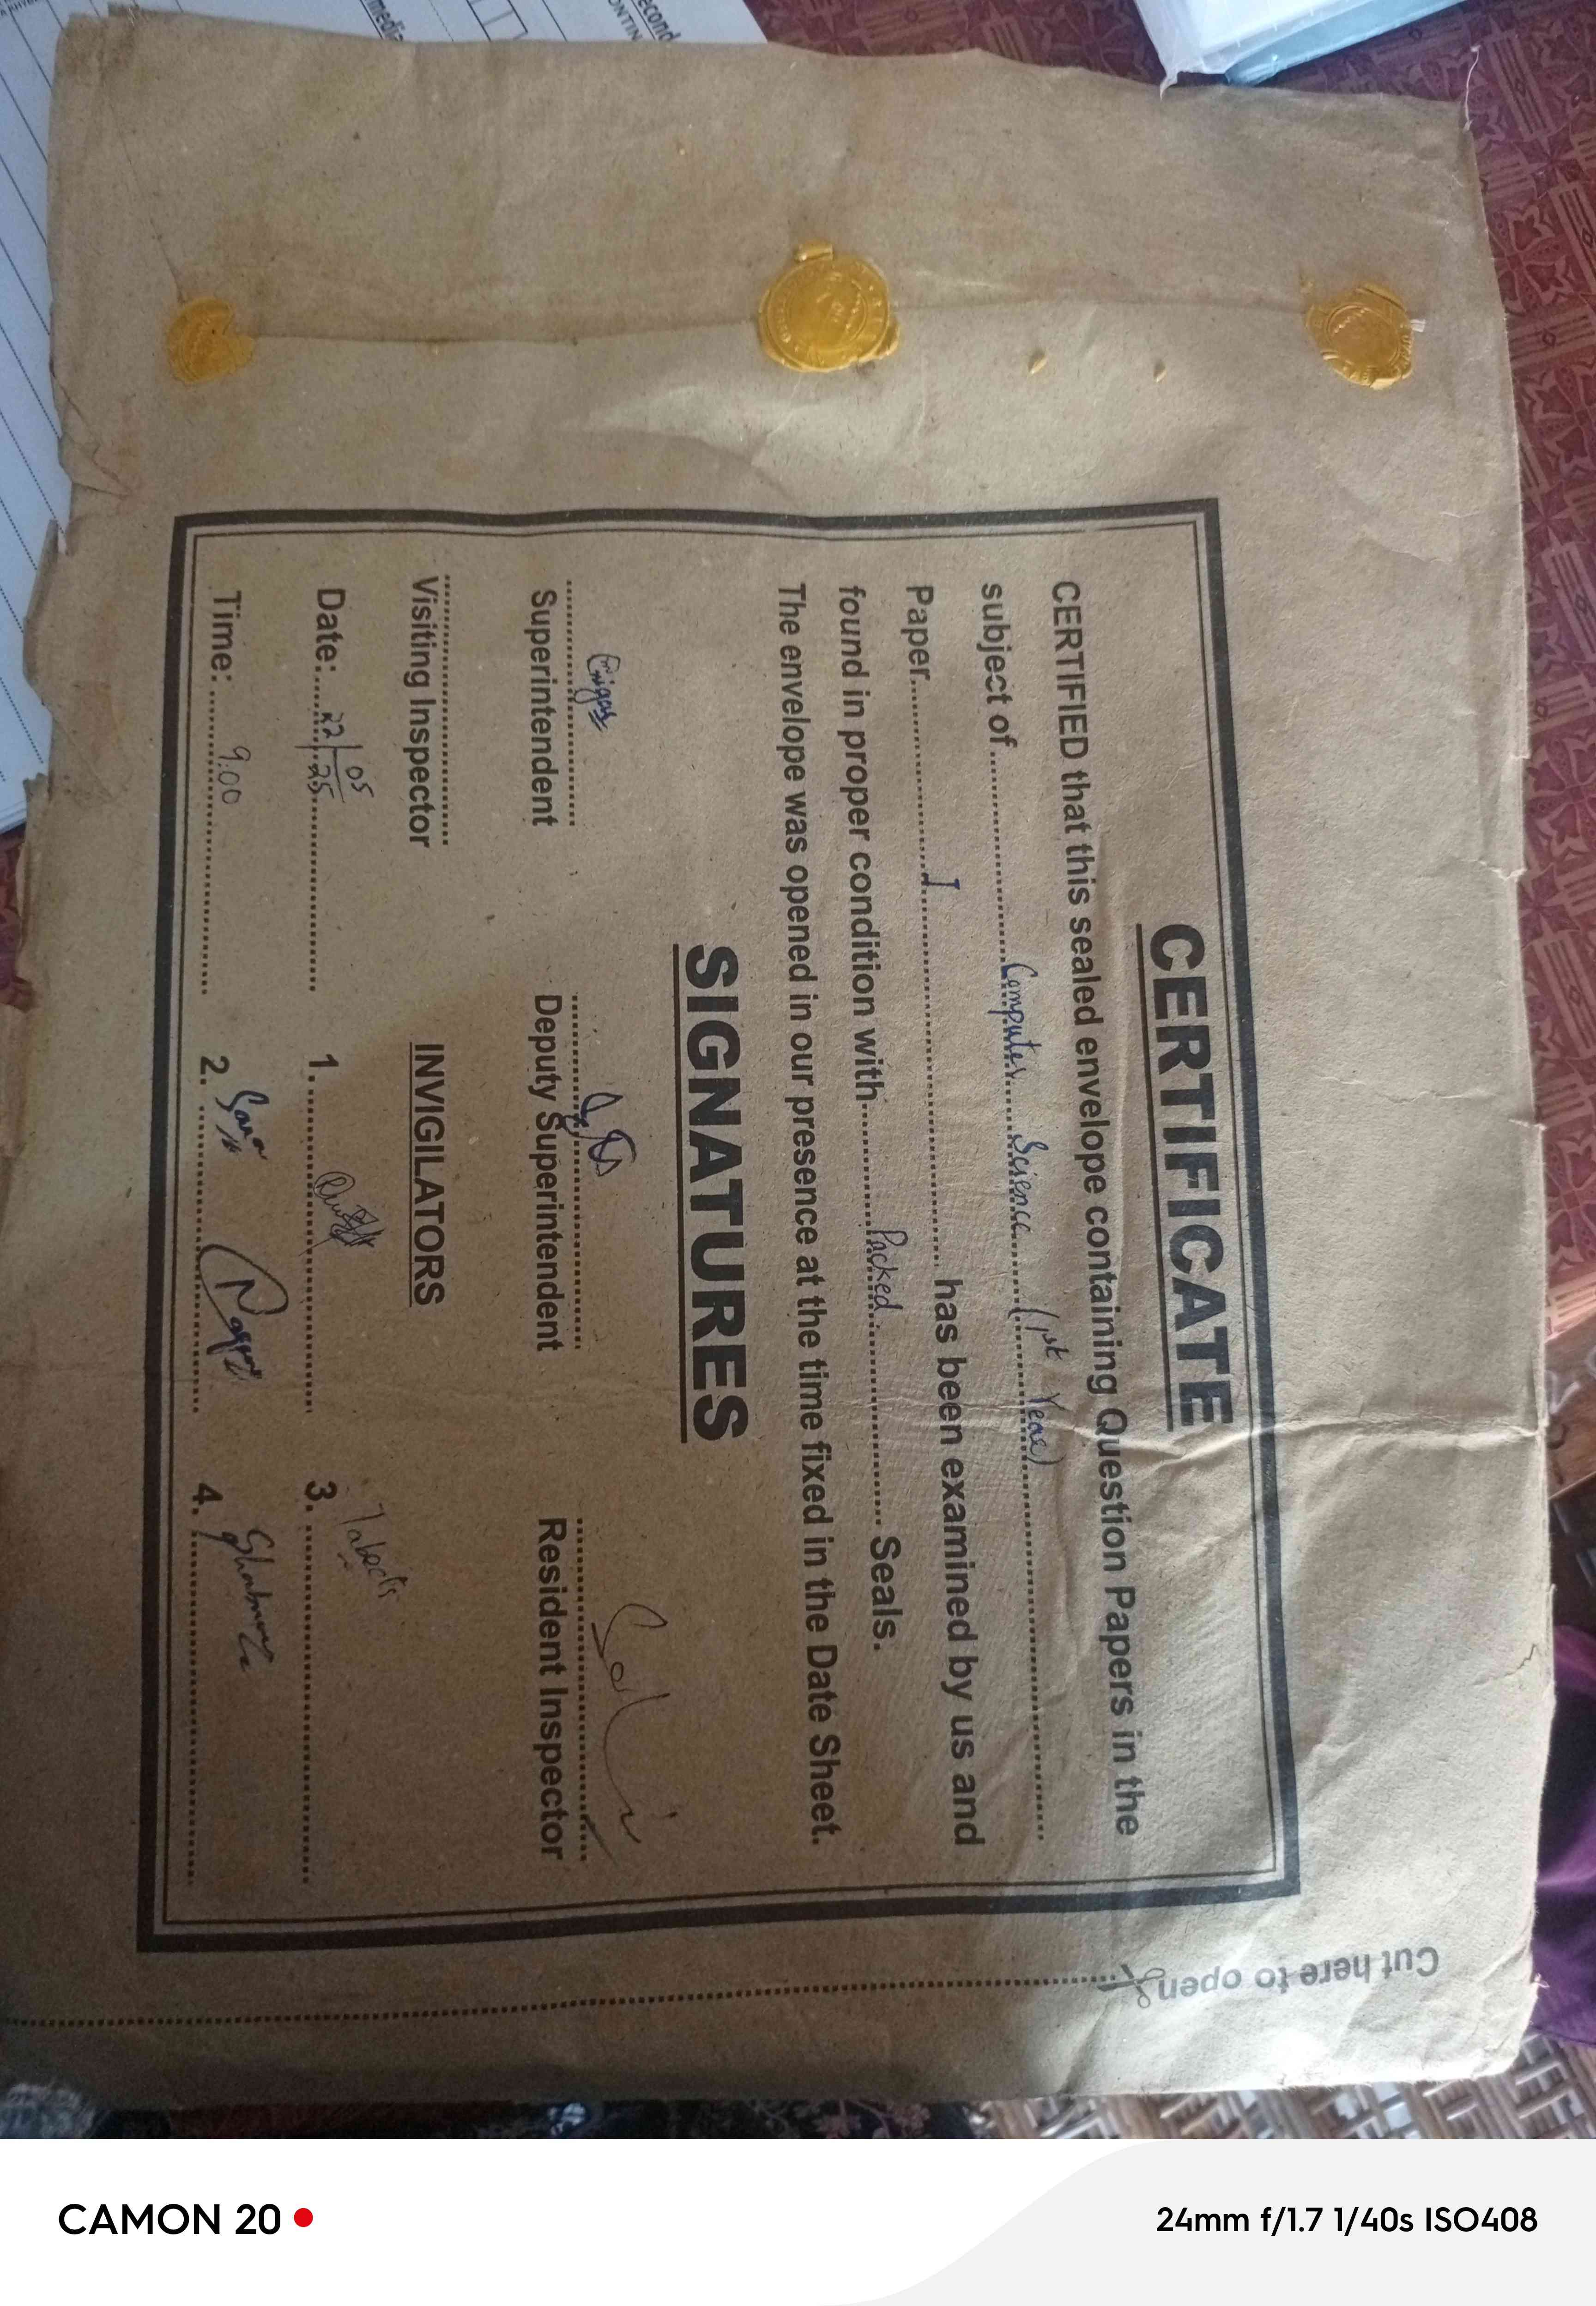 CERTIFICATE
CERTIFIED that this sealed envelope containing Question Papers in the
subject of Computer Science (1st Year)
Paper I has been examined by us and
found in proper condition with Packed Seals.
The envelope was opened in our presence at the time fixed in the Date Sheet.
SIGNATURES
Superintendent Deputy Superintendent Resident Inspector
Visiting Inspector INVIGILATORS
Date: 22/05/25 1. 3.
Time: 9.00 2. Sana 4.
Cut here to open
CAMON 20
24mm f/1.7 1/40s ISO408